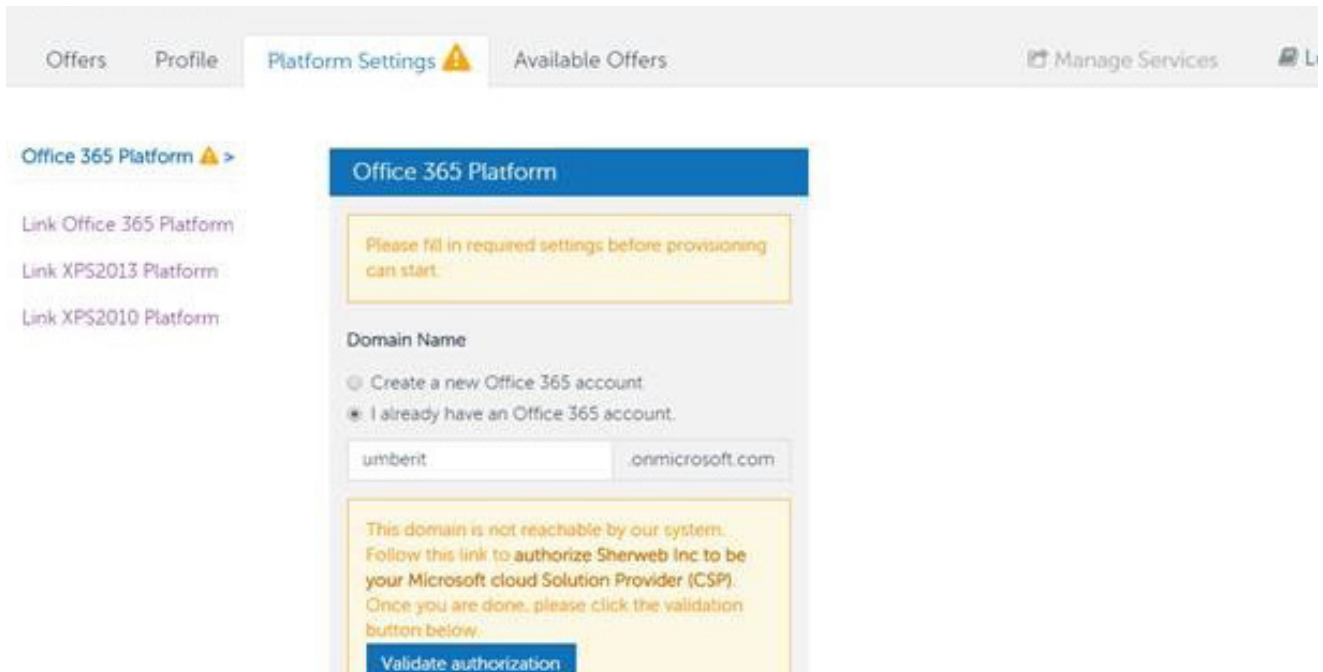 Offers Profile Platform Settings Available Offers Manage Services
Office 365 Platform >
Link Office 365 Platform
Link XPS2013 Platform
Link XPS2010 Platform
Office 365 Platform
Please fill in required settings before provisioning
can start.
Domain Name
Create a new Office 365 account
I already have an Office 365 account.
umberit .onmicrosoft.com
This domain is not reachable by our system.
Follow this link to authorize Sherweb Inc to be
your Microsoft cloud Solution Provider (CSP)
Once you are done, please click the validation
button below.
Validate authorization